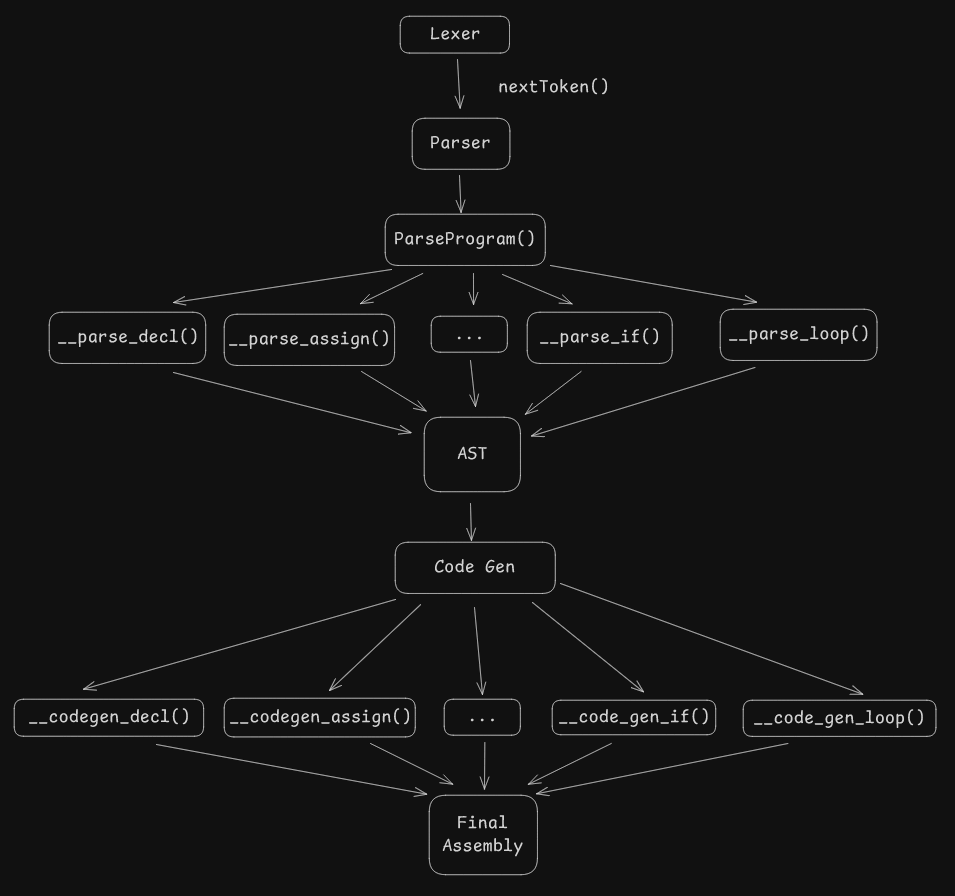 Lexer
nextToken()
Parser
ParseProgram()
__parse_decl()
__parse_assign()
...
__parse_if()
__parse_loop()
AST
Code Gen
__codegen_decl()
__codegen_assign()
...
__code_gen_if()
__code_gen_loop()
Final
Assembly